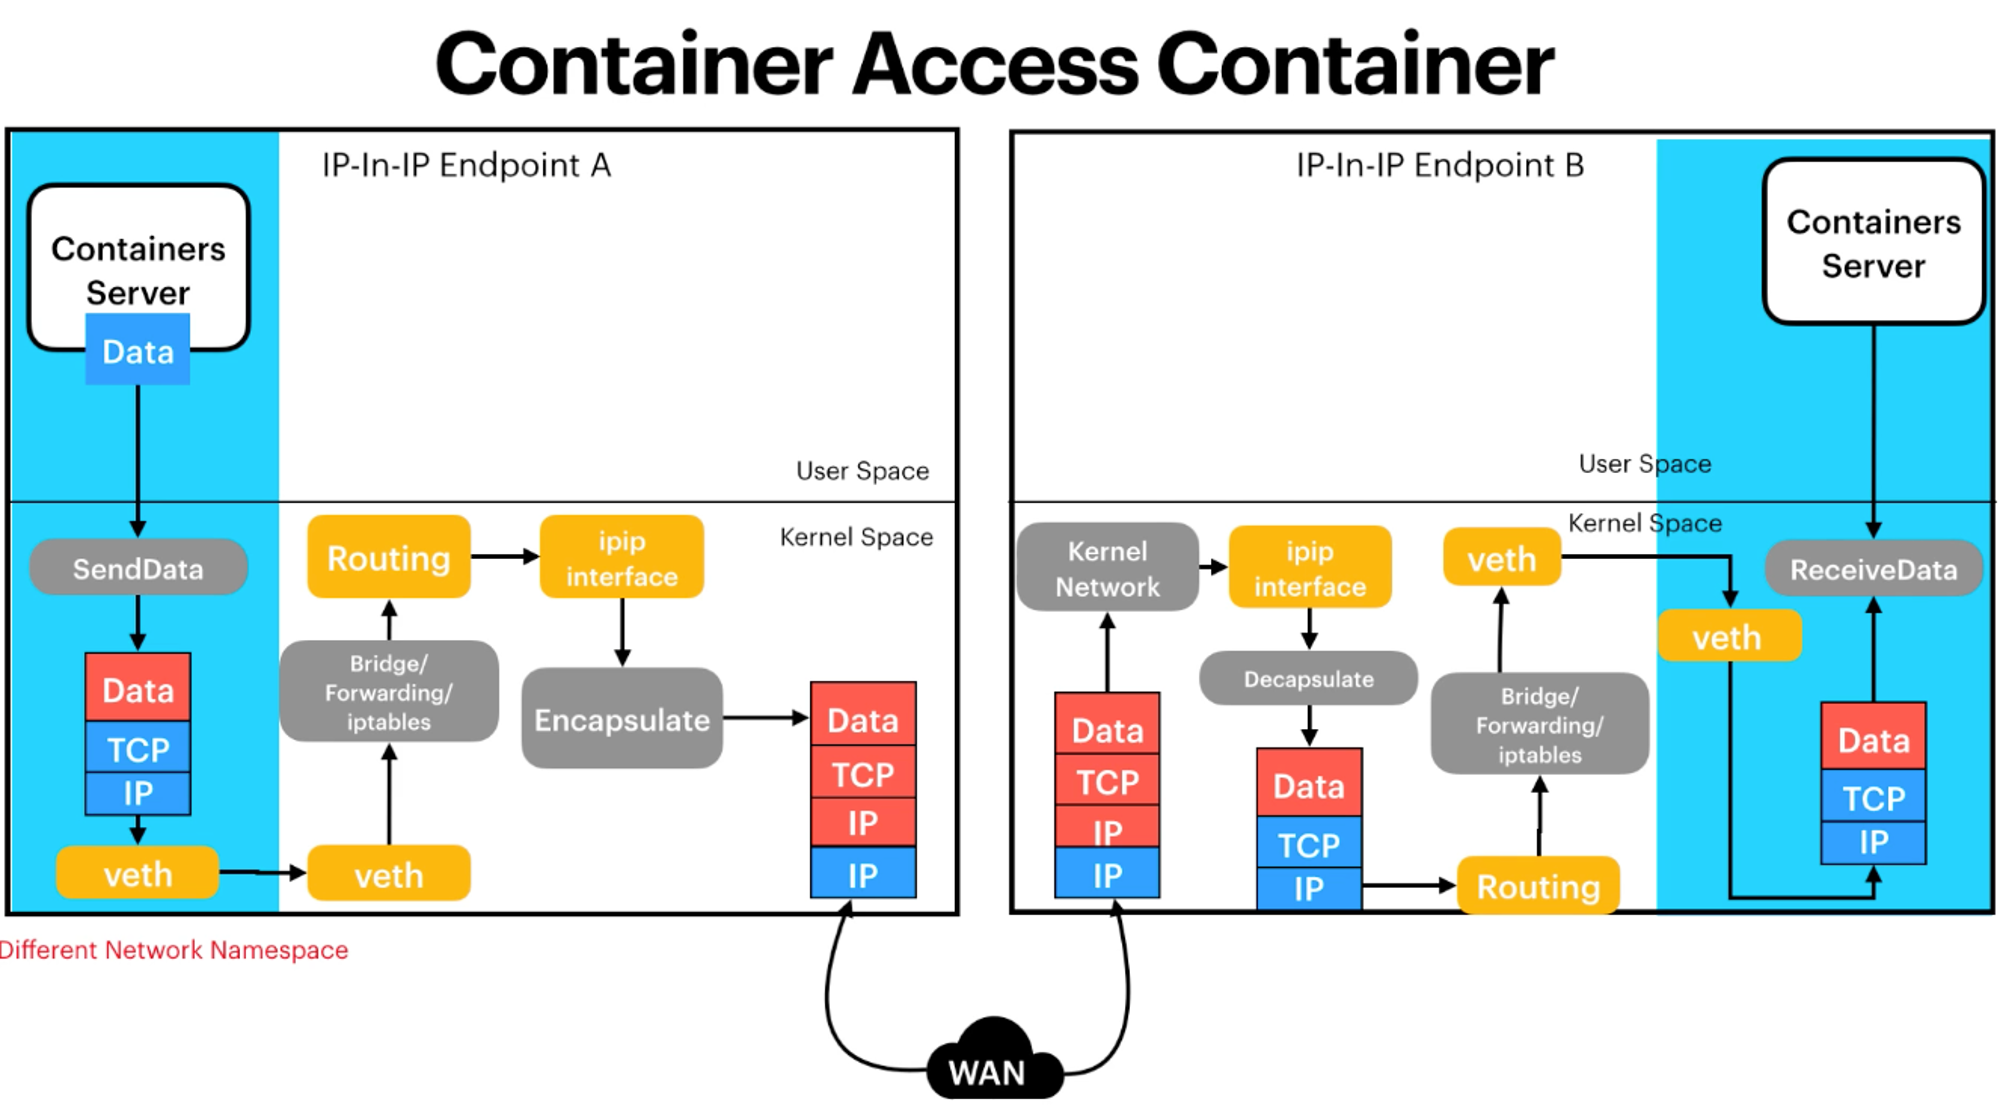 Container Access Container
IP-In-IP Endpoint A
Containers
Server
Data
User Space
Kernel Space
SendData
Data
TCP
IP
veth
veth
Bridge/
Forwarding/
iptables
Routing
ipip
interface
Encapsulate
Data
TCP
IP
IP
Different Network Namespace
WAN
IP-In-IP Endpoint B
Containers
Server
User Space
Kernel Space
Kernel
Network
Data
TCP
IP
IP
ipip
interface
Decapsulate
Data
TCP
IP
Routing
Bridge/
Forwarding/
iptables
veth
veth
ReceiveData
Data
TCP
IP